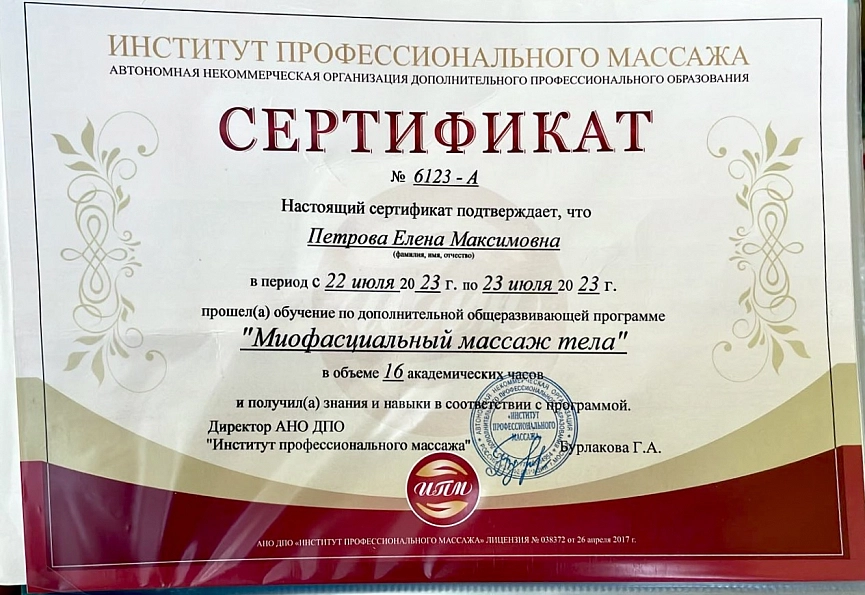 ИНСТИТУТ ПРОФЕССИОНАЛЬНОГО МАССАЖА
АВТОНОМНАЯ НЕКОММЕРЧЕСКАЯ ОРГАНИЗАЦИЯ ДОПОЛНИТЕЛЬНОГО ПРОФЕССИОНАЛЬНОГО ОБРАЗОВАНИЯ
СЕРТИФИКАТ
№ 6123 - А
Настоящий сертификат подтверждает, что
Петрова Елена Максимовна
(фамилия, имя, отчество)
в период с 22 июля 20 23 г. по 23 июля 20 23 г.
прошел(а) обучение по дополнительной общеразвивающей программе
"Миофасциальный массаж тела"
в объеме 16 академических часов
и получил(а) знания и навыки в соответствии с программой.
Директор АНО ДПО
"Институт профессионального массажа"
Бурлакова Г.А.
«ИНСТИТУТ
ПРОФЕССИОНАЛЬНОГО
МАССАЖА»
ИПМ
АНО ДПО «ИНСТИТУТ ПРОФЕССИОНАЛЬНОГО МАССАЖА» ЛИЦЕНЗИЯ № 038372 от 26 апреля 2017 г.